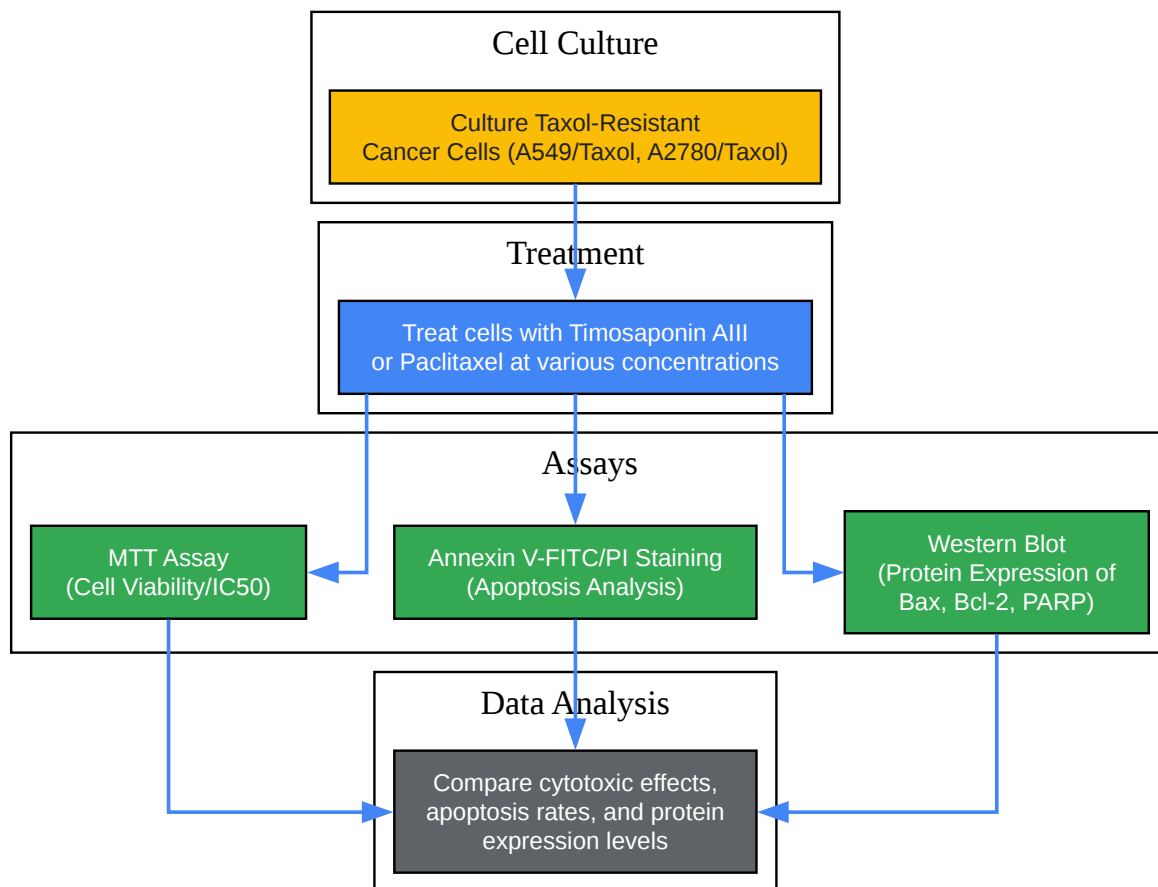 Cell Culture
Culture Taxol-Resistant
Cancer Cells (A549/Taxol, A2780/Taxol)
Treatment
Treat cells with Timosaponin AIII
or Paclitaxel at various concentrations
Assays
MTT Assay
(Cell Viability/IC50)
Annexin V-FITC/PI Staining
(Apoptosis Analysis)
Western Blot
(Protein Expression of
Bax, Bcl-2, PARP)
Data Analysis
Compare cytotoxic effects,
apoptosis rates, and protein
expression levels